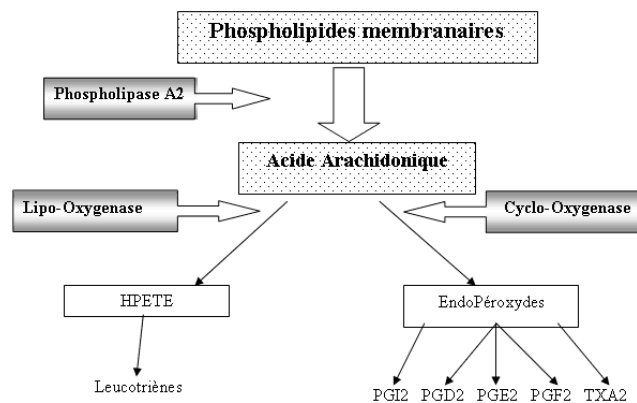 Phospholipides membranaires
Phospholipase A2
Acide Arachidonique
Lipo-Oxygenase
Cyclo-Oxygenase
HPETE
EndoPéroxydes
Leucotriènes
PGI2 PGD2 PGE2 PGF2 TXA2